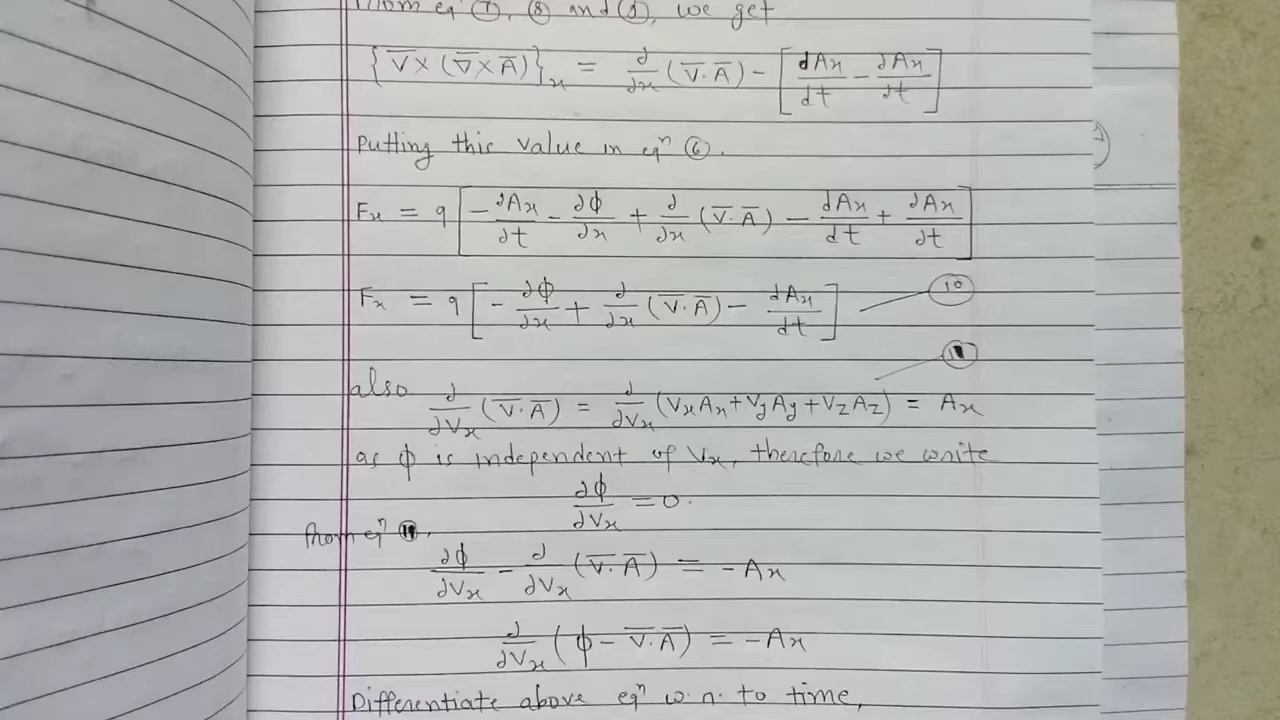 From eqⁿ ⑦, ⑧ and ⑨, we get
{V̅ × (∇̅ × A̅)}ₓ = ∂/∂x (V̅·A̅) − [dAx/dt − ∂Ax/∂t]
Putting this value in eqⁿ ⑥.
Fx = q [−∂Ax/∂t − ∂ϕ/∂x + ∂/∂x (V̅·A̅) − dAx/dt + ∂Ax/∂t]
Fx = q [−∂ϕ/∂x + ∂/∂x (V̅·A̅) − dAx/dt] — ⑩
⑪
also ∂/∂Vx (V̅·A̅) = ∂/∂Vx (VxAx + VyAy + VzAz) = Ax
as ϕ is independent of Vx, therefore we write
∂ϕ/∂Vx = 0.
From eqⁿ ⑪,
∂ϕ/∂Vx − ∂/∂Vx (V̅·A̅) = −Ax
∂/∂Vx (ϕ − V̅·A̅) = −Ax
Differentiate above eqⁿ w.r. to time,